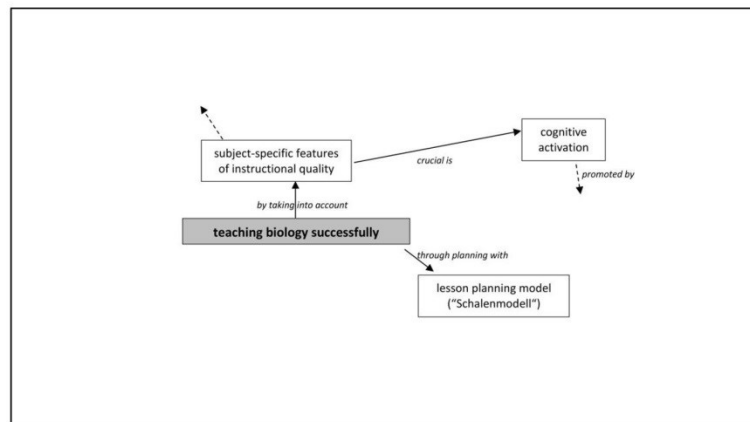 subject-specific features
of instructional quality
crucial is
cognitive
activation
promoted by
by taking into account
teaching biology successfully
through planning with
lesson planning model
("Schalenmodell")